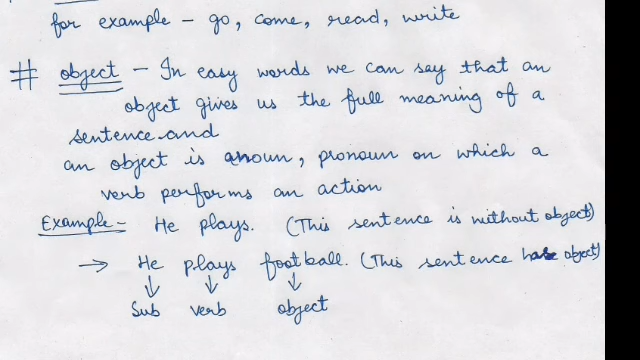 for example - go, come, read, write
# object - In easy words we can say that an
object gives us the full meaning of a
sentence and
an object is a noun, pronoun on which a
verb performs an action
Example - He plays. (This sentence is without object)
→ He plays football. (This sentence has object)
↓ ↓ ↓
Sub verb object